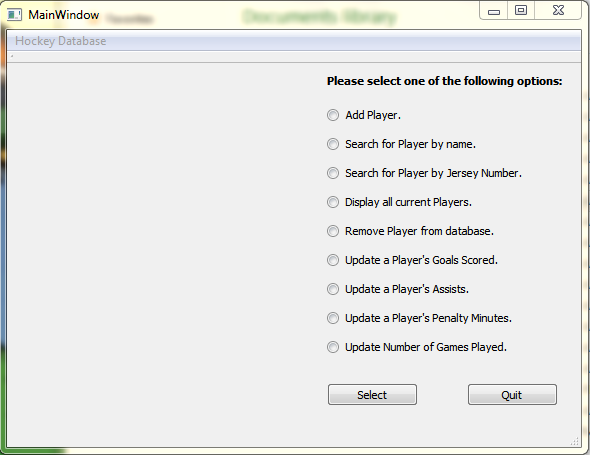 MainWindow
Documents library
Hockey Database
Please select one of the following options:
Add Player.
Search for Player by name.
Search for Player by Jersey Number.
Display all current Players.
Remove Player from database.
Update a Player's Goals Scored.
Update a Player's Assists.
Update a Player's Penalty Minutes.
Update Number of Games Played.
Select
Quit